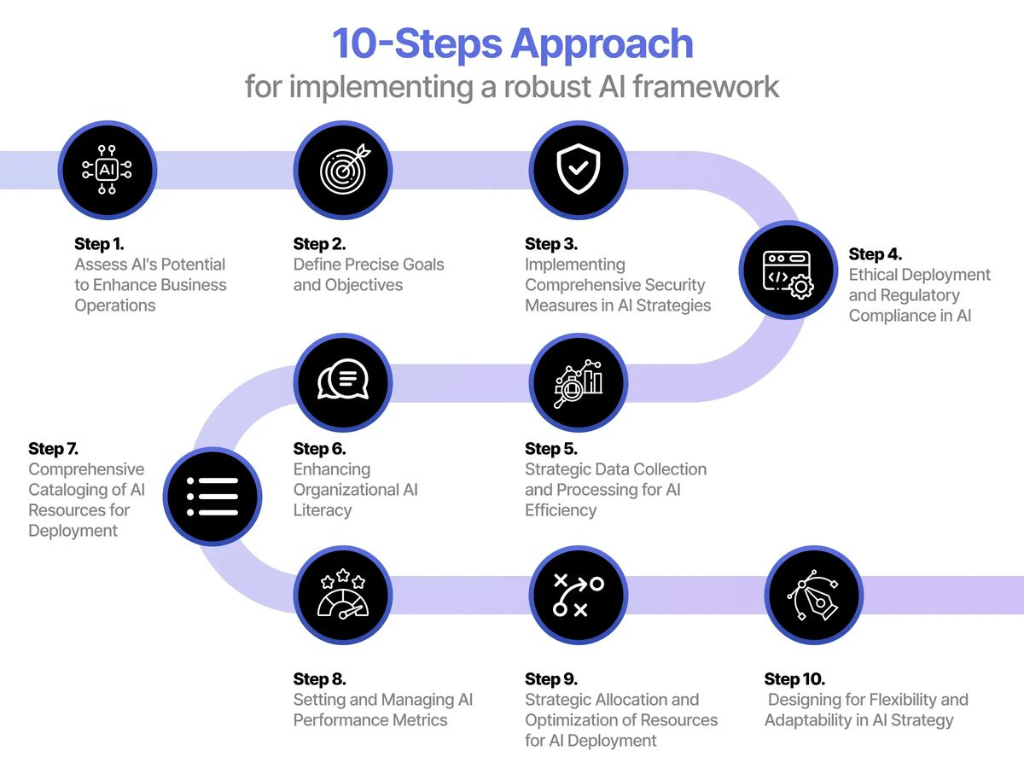 10-Steps Approach
for implementing a robust AI framework
AI
Step 1.
Assess AI's Potential
to Enhance Business
Operations
Step 2.
Define Precise Goals
and Objectives
Step 3.
Implementing
Comprehensive Security
Measures in AI Strategies
Step 4.
Ethical Deployment
and Regulatory
Compliance in AI
Step 5.
Strategic Data Collection
and Processing for AI
Efficiency
Step 6.
Enhancing
Organizational AI
Literacy
Step 7.
Comprehensive
Cataloging of AI
Resources for
Deployment
Step 8.
Setting and Managing AI
Performance Metrics
Step 9.
Strategic Allocation and
Optimization of Resources
for AI Deployment
Step 10.
Designing for Flexibility and
Adaptability in AI Strategy